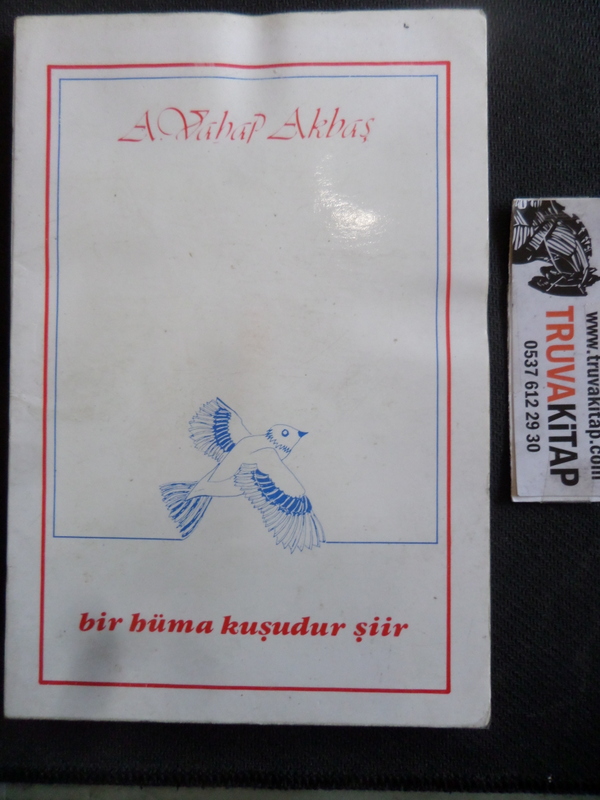 A.Vahap Akbaş
bir hüma kuşudur şiir
www.truvakitap.com
TRUVAKİTAP
0537 612 29 30